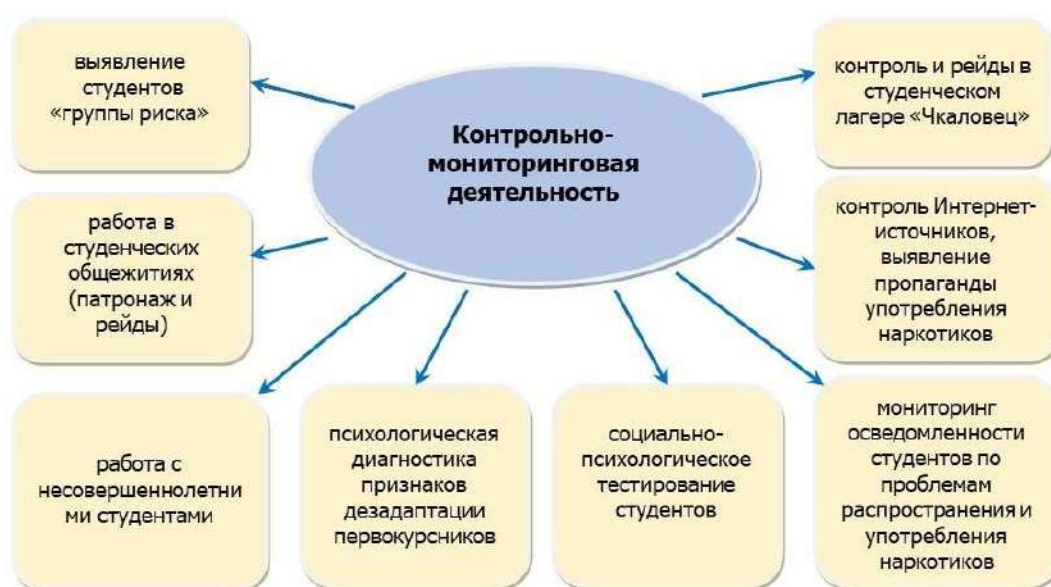 выявление
студентов
«группы риска»
Контрольно-
мониторинговая
деятельность
контроль и рейды в
студенческом
лагере «Чкаловец»
работа в
студенческих
общежитиях
(патронаж и
рейды)
контроль Интернет-
источников,
выявление
пропаганды
употребления
наркотиков
работа с
несовершеннолетни
ми студентами
психологическая
диагностика
признаков
дезадаптации
первокурсников
социально-
психологическое
тестирование
студентов
мониторинг
осведомленности
студентов по
проблемам
распространения и
употребления
наркотиков